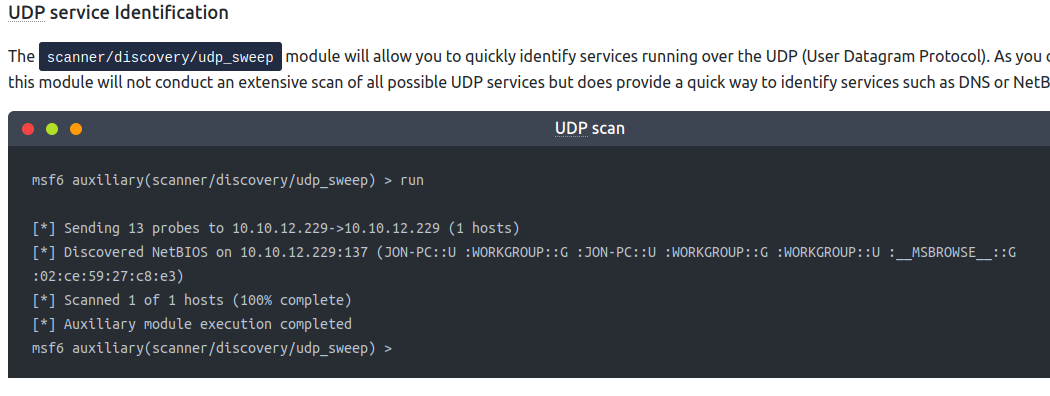 UDP service Identification
The scanner/discovery/udp_sweep module will allow you to quickly identify services running over the UDP (User Datagram Protocol). As you
this module will not conduct an extensive scan of all possible UDP services but does provide a quick way to identify services such as DNS or
UDP scan
msf6 auxiliary(scanner/discovery/udp_sweep) > run
[*] Sending 13 probes to 10.10.12.229->10.10.12.229 (1 hosts)
[*] Discovered NetBIOS on 10.10.12.229:137 (JON-PC::U :WORKGROUP::G :JON-PC::U :WORKGROUP::G :WORKGROUP::U :__MSBROWSE__::G
:02:ce:59:27:c8:e3)
[*] Scanned 1 of 1 hosts (100% complete)
[*] Auxiliary module execution completed
msf6 auxiliary(scanner/discovery/udp_sweep) >